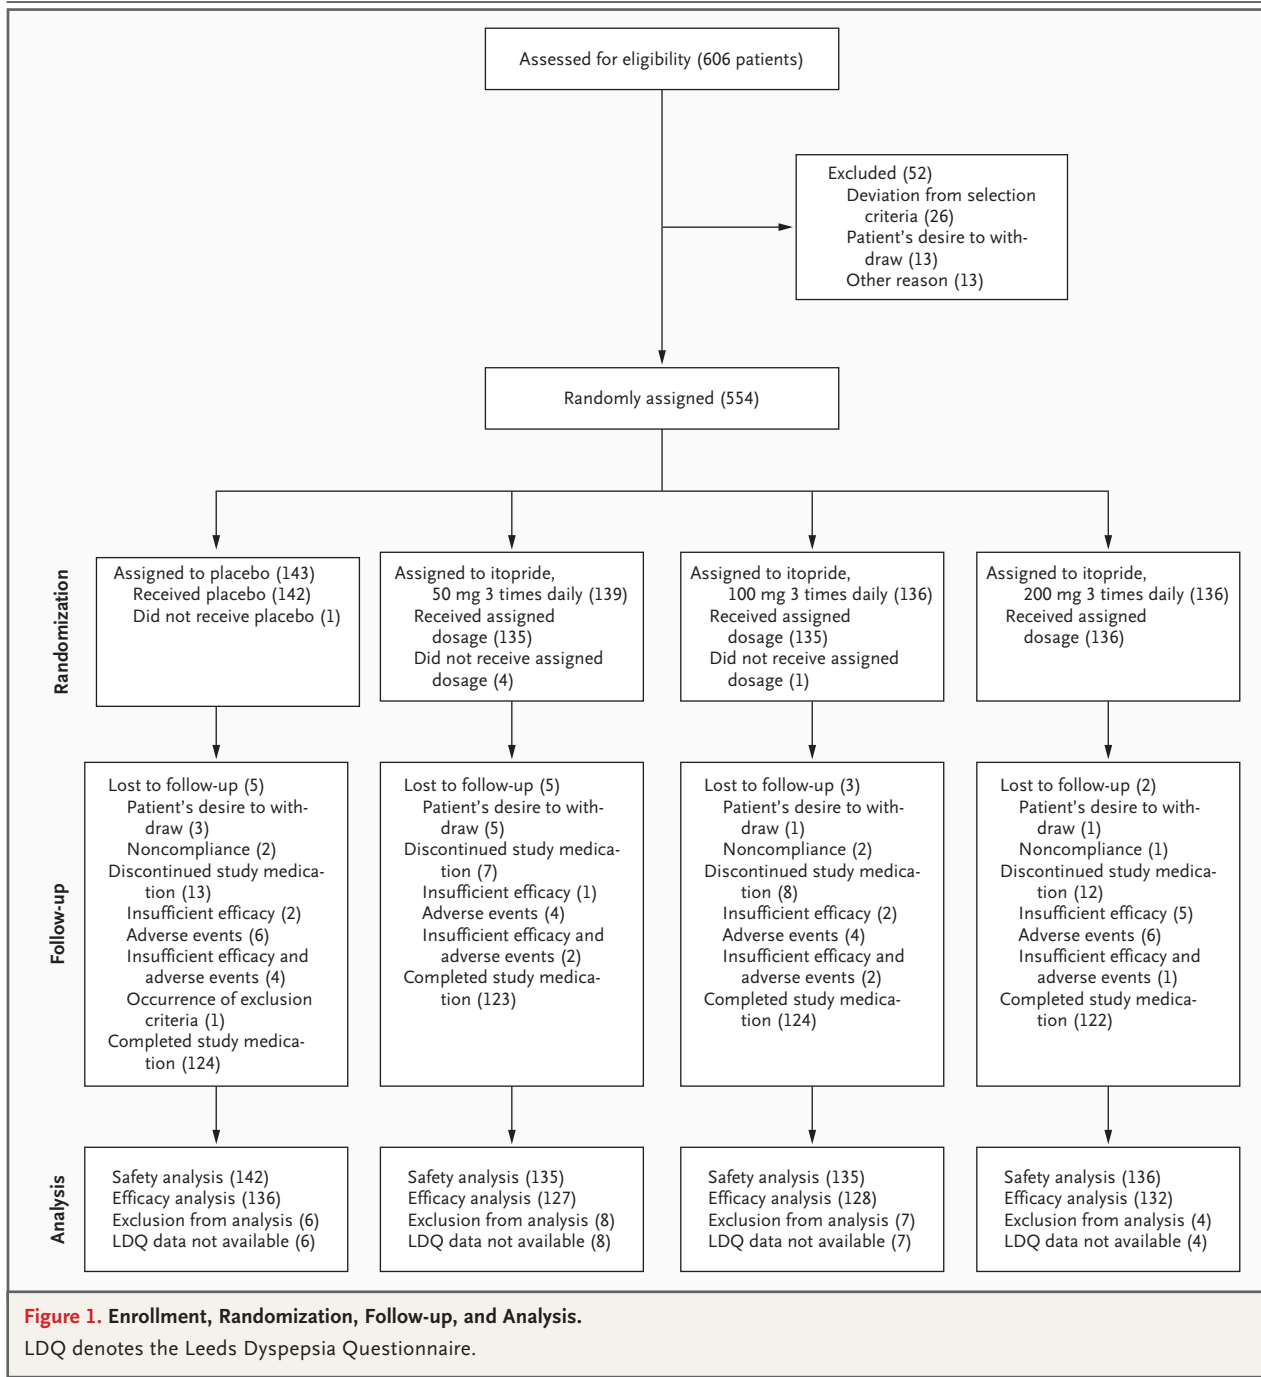 Assessed for eligibility (606 patients)
Excluded (52)
Deviation from selection
criteria (26)
Patient's desire to with-
draw (13)
Other reason (13)
Randomly assigned (554)
Randomization
Assigned to placebo (143)
Received placebo (142)
Did not receive placebo (1)
Assigned to itopride,
50 mg 3 times daily (139)
Received assigned
dosage (135)
Did not receive assigned
dosage (4)
Assigned to itopride,
100 mg 3 times daily (136)
Received assigned
dosage (135)
Did not receive assigned
dosage (1)
Assigned to itopride,
200 mg 3 times daily (136)
Received assigned
dosage (136)
Follow-up
Lost to follow-up (5)
Patient's desire to with-
draw (3)
Noncompliance (2)
Discontinued study medica-
tion (13)
Insufficient efficacy (2)
Adverse events (6)
Insufficient efficacy and
adverse events (4)
Occurrence of exclusion
criteria (1)
Completed study medica-
tion (124)
Lost to follow-up (5)
Patient's desire to with-
draw (5)
Discontinued study medica-
tion (7)
Insufficient efficacy (1)
Adverse events (4)
Insufficient efficacy and
adverse events (2)
Completed study medica-
tion (123)
Lost to follow-up (3)
Patient's desire to with-
draw (1)
Noncompliance (2)
Discontinued study medica-
tion (8)
Insufficient efficacy (2)
Adverse events (4)
Insufficient efficacy and
adverse events (2)
Completed study medica-
tion (124)
Lost to follow-up (2)
Patient's desire to with-
draw (1)
Noncompliance (1)
Discontinued study medica-
tion (12)
Insufficient efficacy (5)
Adverse events (6)
Insufficient efficacy and
adverse events (1)
Completed study medica-
tion (122)
Analysis
Safety analysis (142)
Efficacy analysis (136)
Exclusion from analysis (6)
LDQ data not available (6)
Safety analysis (135)
Efficacy analysis (127)
Exclusion from analysis (8)
LDQ data not available (8)
Safety analysis (135)
Efficacy analysis (128)
Exclusion from analysis (7)
LDQ data not available (7)
Safety analysis (136)
Efficacy analysis (132)
Exclusion from analysis (4)
LDQ data not available (4)
Figure 1. Enrollment, Randomization, Follow-up, and Analysis.
LDQ denotes the Leeds Dyspepsia Questionnaire.